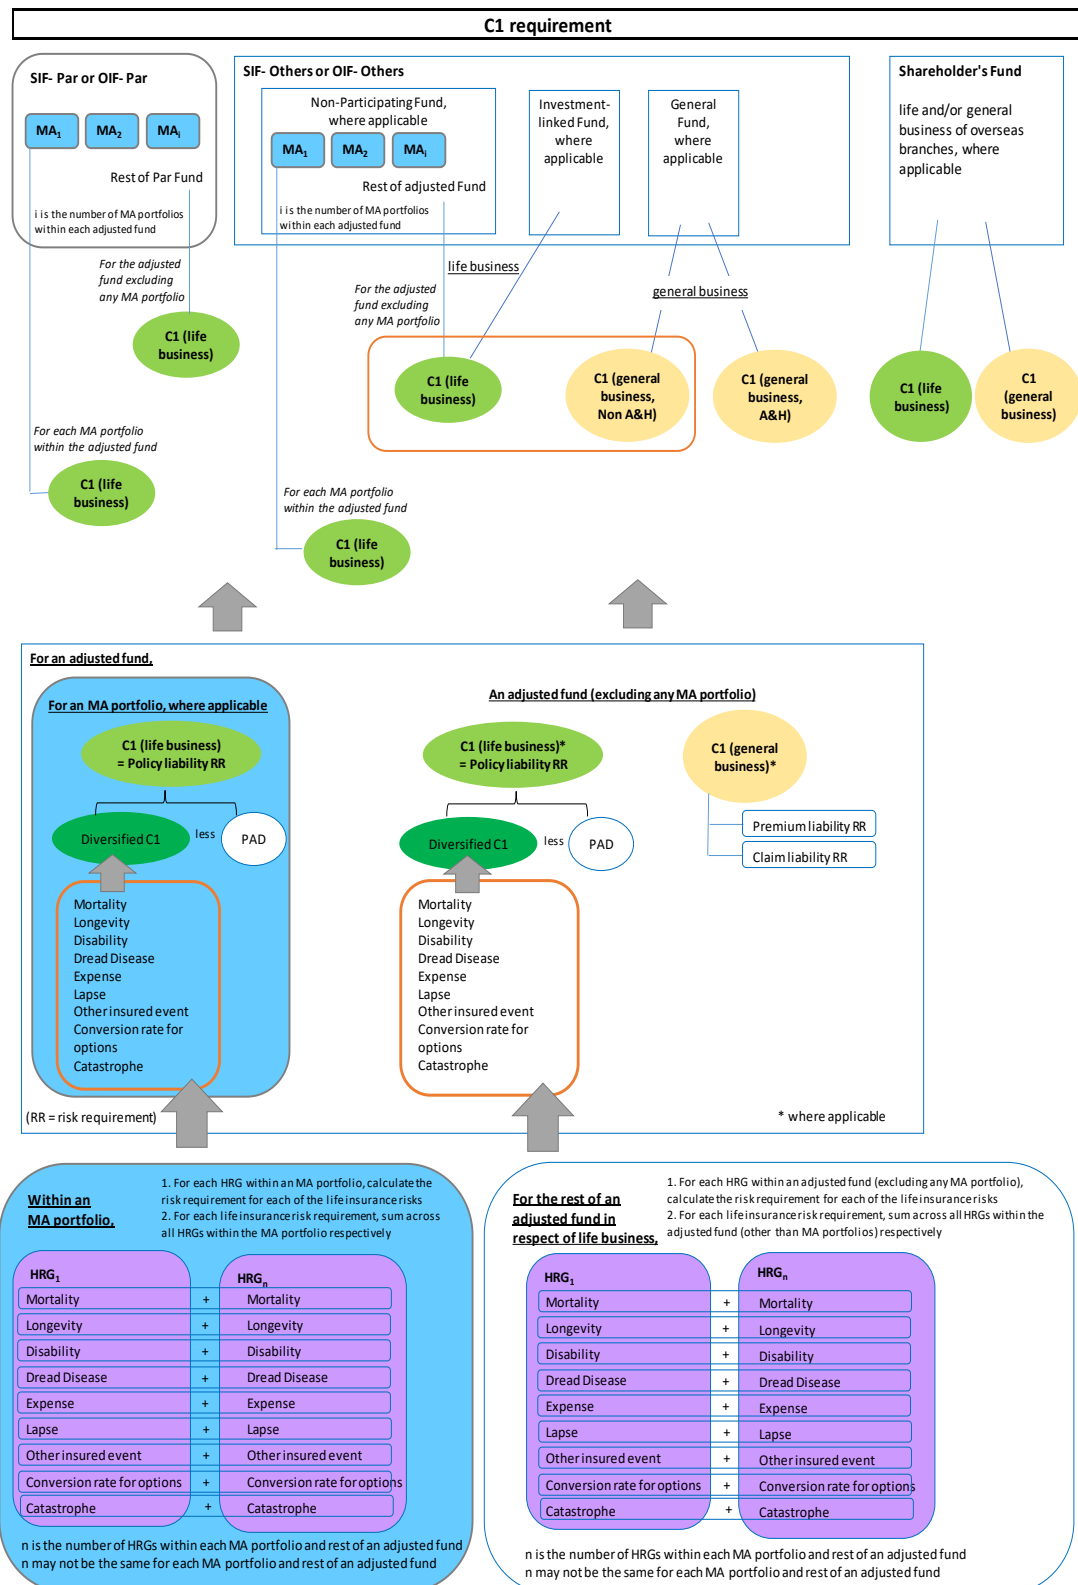 C1 requirement
SIF- Par or OIF- Par
MA1
MA2
MAi
Rest of Par Fund
i is the number of MA portfolios
within each adjusted fund
For the adjusted
fund excluding
any MA portfolio
C1 (life
business)
For each MA portfolio
within the adjusted fund
C1 (life
business)
SIF- Others or OIF- Others
Non-Participating Fund,
where applicable
MA1
MA2
MAi
Rest of adjusted Fund
i is the number of MA portfolios
within each adjusted fund
Investment-
linked Fund,
where
applicable
General
Fund,
where
applicable
For the adjusted
fund excluding
any MA portfolio
life business
general business
C1 (life
business)
C1 (general
business,
Non A&H)
C1 (general
business,
A&H)
For each MA portfolio
within the adjusted fund
C1 (life
business)
Shareholder's Fund
life and/or general
business of overseas
branches, where
applicable
C1 (life
business)
C1
(general
business)
For an adjusted fund,
For an MA portfolio, where applicable
C1 (life business)
= Policy liability RR
Diversified C1
less
PAD
Mortality
Longevity
Disability
Dread Disease
Expense
Lapse
Other insured event
Conversion rate for
options
Catastrophe
(RR = risk requirement)
An adjusted fund (excluding any MA portfolio)
C1 (life business)*
= Policy liability RR
Diversified C1
less
PAD
Mortality
Longevity
Disability
Dread Disease
Expense
Lapse
Other insured event
Conversion rate for
options
Catastrophe
C1 (general
business)*
Premium liability RR
Claim liability RR
* where applicable
Within an
MA portfolio,
1. For each HRG within an MA portfolio, calculate the
risk requirement for each of the life insurance risks
2. For each life insurance risk requirement, sum across
all HRGs within the MA portfolio respectively
HRG1 HRGn
Mortality + Mortality
Longevity + Longevity
Disability + Disability
Dread Disease + Dread Disease
Expense + Expense
Lapse + Lapse
Other insured event + Other insured event
Conversion rate for options + Conversion rate for options
Catastrophe + Catastrophe
n is the number of HRGs within each MA portfolio and rest of an adjusted fund
n may not be the same for each MA portfolio and rest of an adjusted fund
For the rest of an
adjusted fund in
respect of life business,
1. For each HRG within an adjusted fund (excluding any MA portfolio),
calculate the risk requirement for each of the life insurance risks
2. For each life insurance risk requirement, sum across all HRGs within the
adjusted fund (other than MA portfolios) respectively
HRG1 HRGn
Mortality + Mortality
Longevity + Longevity
Disability + Disability
Dread Disease + Dread Disease
Expense + Expense
Lapse + Lapse
Other insured event + Other insured event
Conversion rate for options + Conversion rate for options
Catastrophe + Catastrophe
n is the number of HRGs within each MA portfolio and rest of an adjusted fund
n may not be the same for each MA portfolio and rest of an adjusted fund